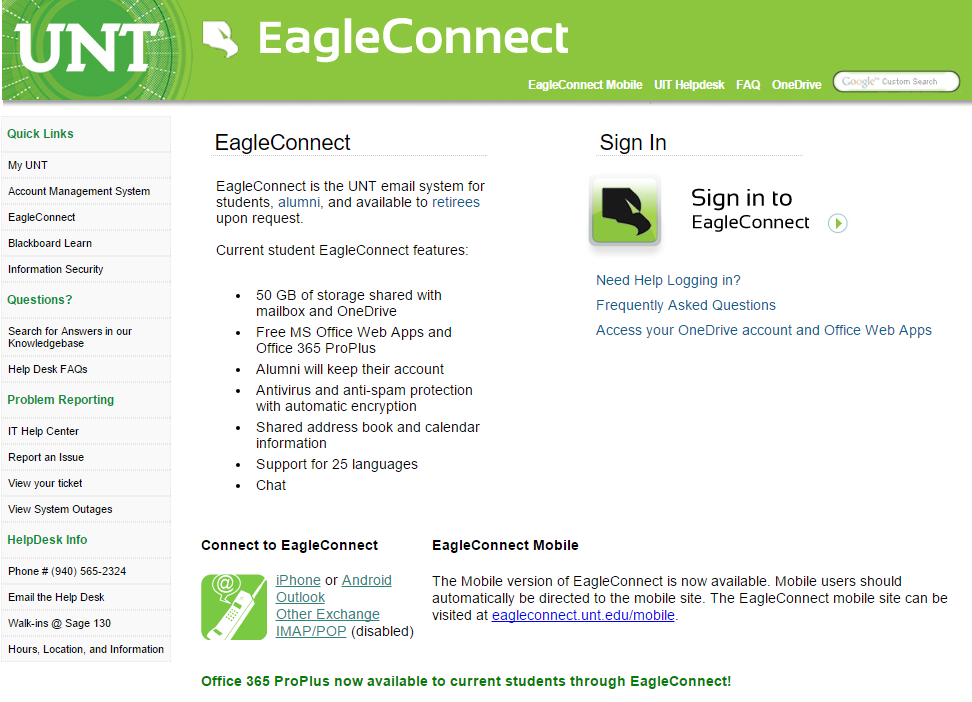 UNT
EagleConnect
EagleConnect Mobile UIT Helpdesk FAQ OneDrive Google™ Custom Search
Quick Links
My UNT
Account Management System
EagleConnect
Blackboard Learn
Information Security
Questions?
Search for Answers in our
Knowledgebase
Help Desk FAQs
Problem Reporting
IT Help Center
Report an Issue
View your ticket
View System Outages
HelpDesk Info
Phone # (940) 565-2324
Email the Help Desk
Walk-ins @ Sage 130
Hours, Location, and Information
EagleConnect
EagleConnect is the UNT email system for
students, alumni, and available to retirees
upon request.
Current student EagleConnect features:
• 50 GB of storage shared with
mailbox and OneDrive
• Free MS Office Web Apps and
Office 365 ProPlus
• Alumni will keep their account
• Antivirus and anti-spam protection
with automatic encryption
• Shared address book and calendar
information
• Support for 25 languages
• Chat
Sign In
Sign in to
EagleConnect
Need Help Logging in?
Frequently Asked Questions
Access your OneDrive account and Office Web Apps
Connect to EagleConnect
@
iPhone or Android
Outlook
Other Exchange
IMAP/POP (disabled)
EagleConnect Mobile
The Mobile version of EagleConnect is now available. Mobile users should
automatically be directed to the mobile site. The EagleConnect mobile site can be
visited at eagleconnect.unt.edu/mobile.
Office 365 ProPlus now available to current students through EagleConnect!